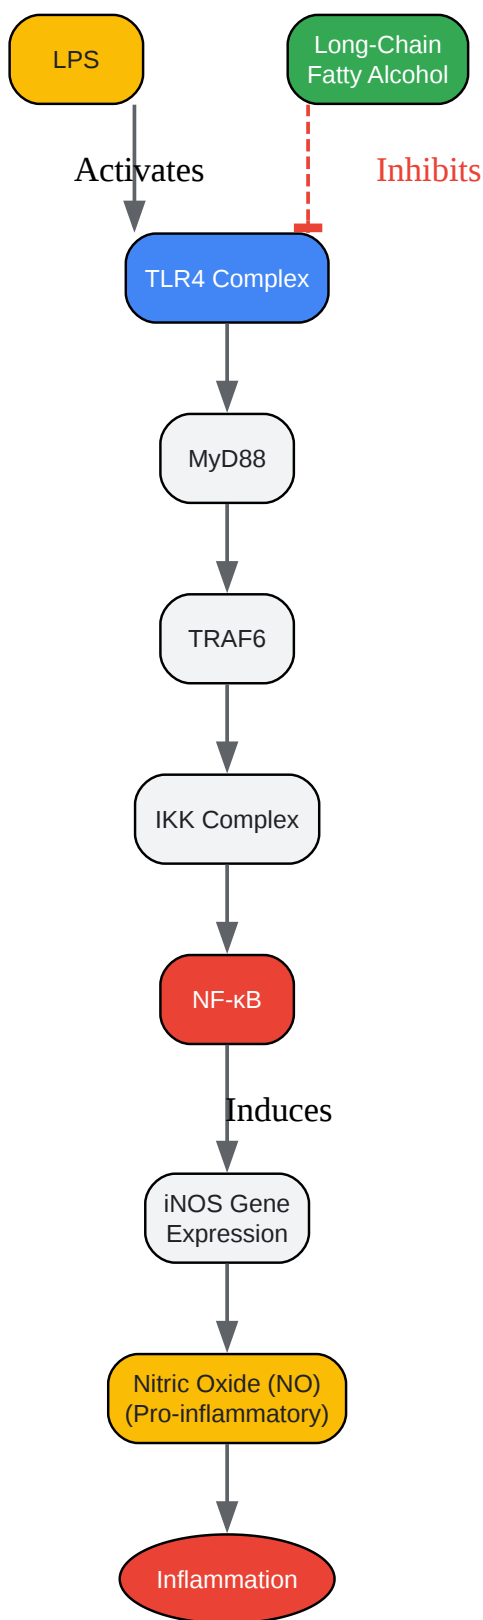 LPS
Long-Chain
Fatty Alcohol
Activates
Inhibits
TLR4 Complex
MyD88
TRAF6
IKK Complex
NF-κB
Induces
iNOS Gene
Expression
Nitric Oxide (NO)
(Pro-inflammatory)
Inflammation